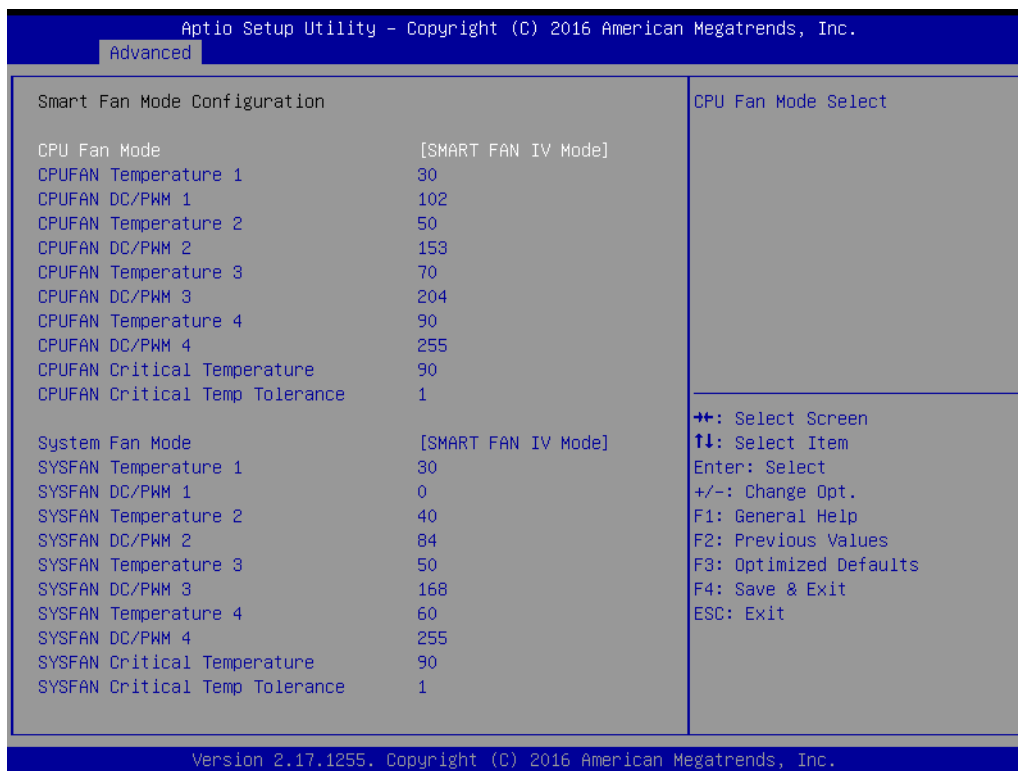 Aptio Setup Utility – Copyright (C) 2016 American Megatrends, Inc.
Advanced
Smart Fan Mode Configuration
CPU Fan Mode [SMART FAN IV Mode]
CPUFAN Temperature 1 30
CPUFAN DC/PWM 1 102
CPUFAN Temperature 2 50
CPUFAN DC/PWM 2 153
CPUFAN Temperature 3 70
CPUFAN DC/PWM 3 204
CPUFAN Temperature 4 90
CPUFAN DC/PWM 4 255
CPUFAN Critical Temperature 90
CPUFAN Critical Temp Tolerance 1
System Fan Mode [SMART FAN IV Mode]
SYSFAN Temperature 1 30
SYSFAN DC/PWM 1 0
SYSFAN Temperature 2 40
SYSFAN DC/PWM 2 84
SYSFAN Temperature 3 50
SYSFAN DC/PWM 3 168
SYSFAN Temperature 4 60
SYSFAN DC/PWM 4 255
SYSFAN Critical Temperature 90
SYSFAN Critical Temp Tolerance 1
CPU Fan Mode Select
→←: Select Screen
↑↓: Select Item
Enter: Select
+/-: Change Opt.
F1: General Help
F2: Previous Values
F3: Optimized Defaults
F4: Save & Exit
ESC: Exit
Version 2.17.1255. Copyright (C) 2016 American Megatrends, Inc.